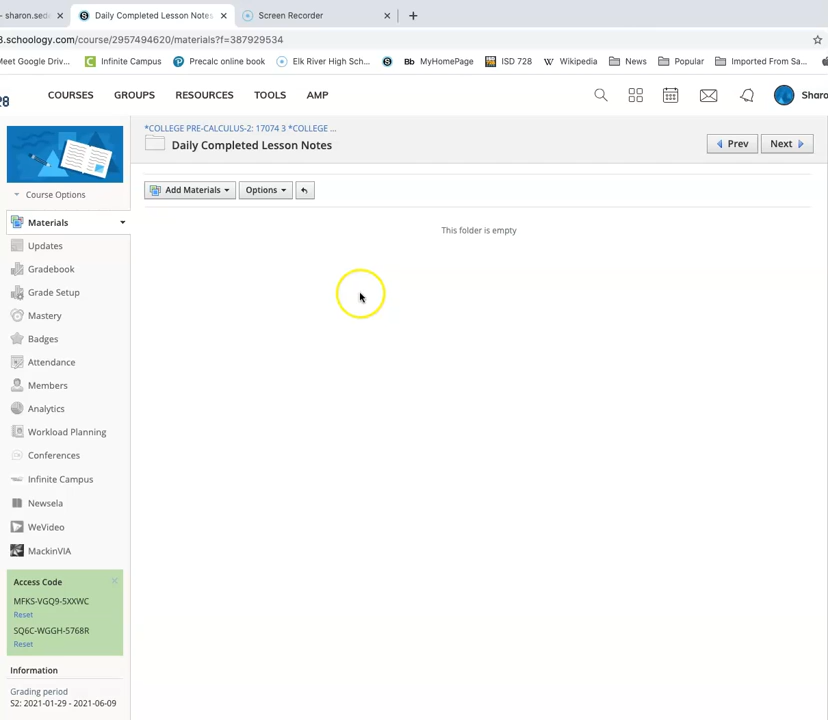 - sharon.sed
Daily Completed Lesson Notes
Screen Recorder
3.schoology.com/course/2957494620/materials?f=387929534
Meet Google Driv...
Infinite Campus
Precalc online book
Elk River High Sch...
Bb MyHomePage
ISD 728
W Wikipedia
News
Popular
Imported From Sa...
28
COURSES
GROUPS
RESOURCES
TOOLS
AMP
Sharo
*COLLEGE PRE-CALCULUS-2: 17074 3 *COLLEGE ...
Daily Completed Lesson Notes
Prev
Next
Add Materials
Options
This folder is empty
Course Options
Materials
Updates
Gradebook
Grade Setup
Mastery
Badges
Attendance
Members
Analytics
Workload Planning
Conferences
Infinite Campus
Newsela
WeVideo
MackinVIA
Access Code
MFKS-VGQ9-5XXWC
Reset
SQ6C-WGGH-5768R
Reset
Information
Grading period
S2: 2021-01-29 - 2021-06-09